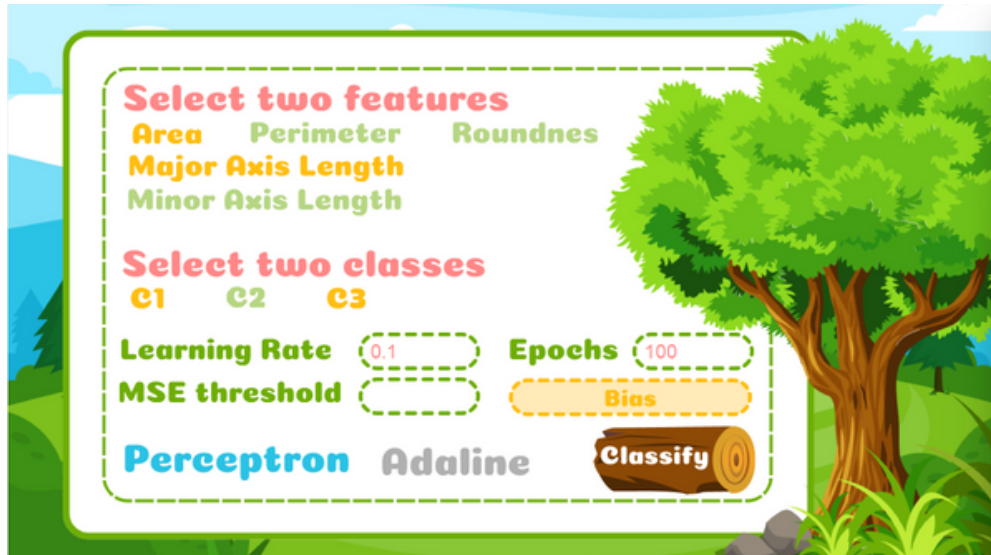 Select two features
Area Perimeter Roundnes
Major Axis Length
Minor Axis Length
Select two classes
C1 C2 C3
Learning Rate 0.1 Epochs 100
MSE threshold Bias
Perceptron Adaline Classify